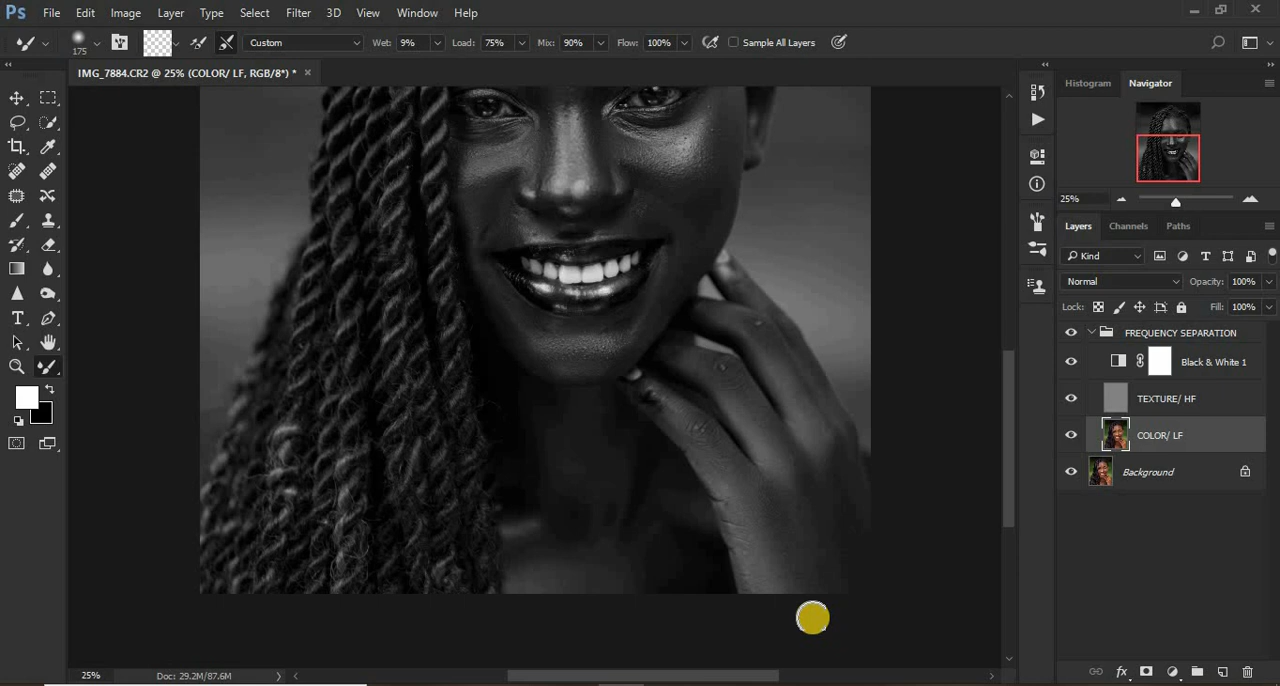 Ps File Edit Image Layer Type Select Filter 3D View Window Help
175 Custom Wet: 9% Load: 75% Mix: 90% Flow: 100% Sample All Layers
IMG_7884.CR2 @ 25% (COLOR/ LF, RGB/8*) * ×
Histogram Navigator
25%
Layers Channels Paths
Kind
Normal Opacity: 100%
Lock: Fill: 100%
FREQUENCY SEPARATION
Black & White 1
TEXTURE/ HF
COLOR/ LF
Background
25% Doc: 29.2M/87.6M
fx